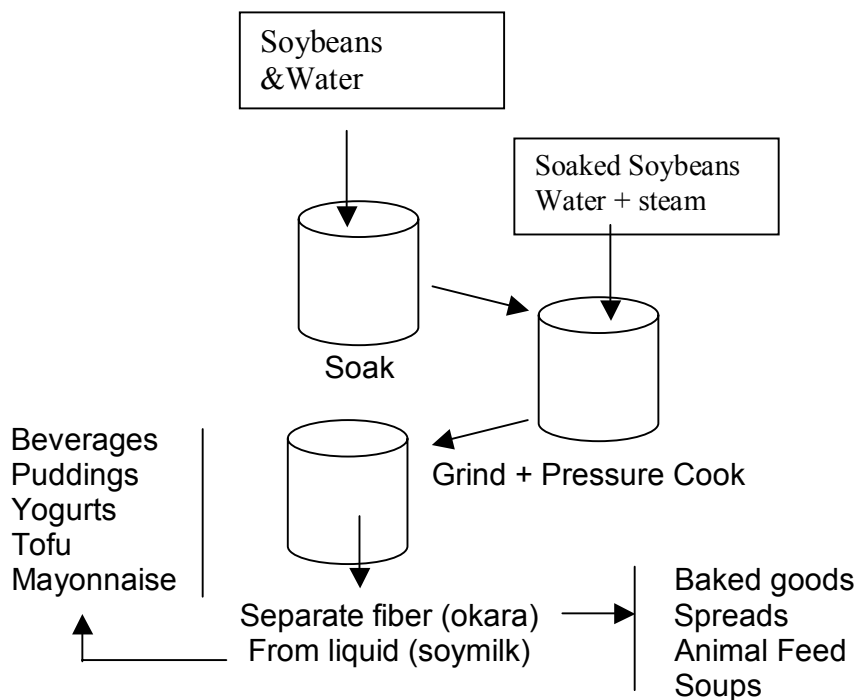 Soybeans
&Water
Soaked Soybeans
Water + steam
Soak
Grind + Pressure Cook
Beverages
Puddings
Yogurts
Tofu
Mayonnaise
Separate fiber (okara)
From liquid (soymilk)
Baked goods
Spreads
Animal Feed
Soups